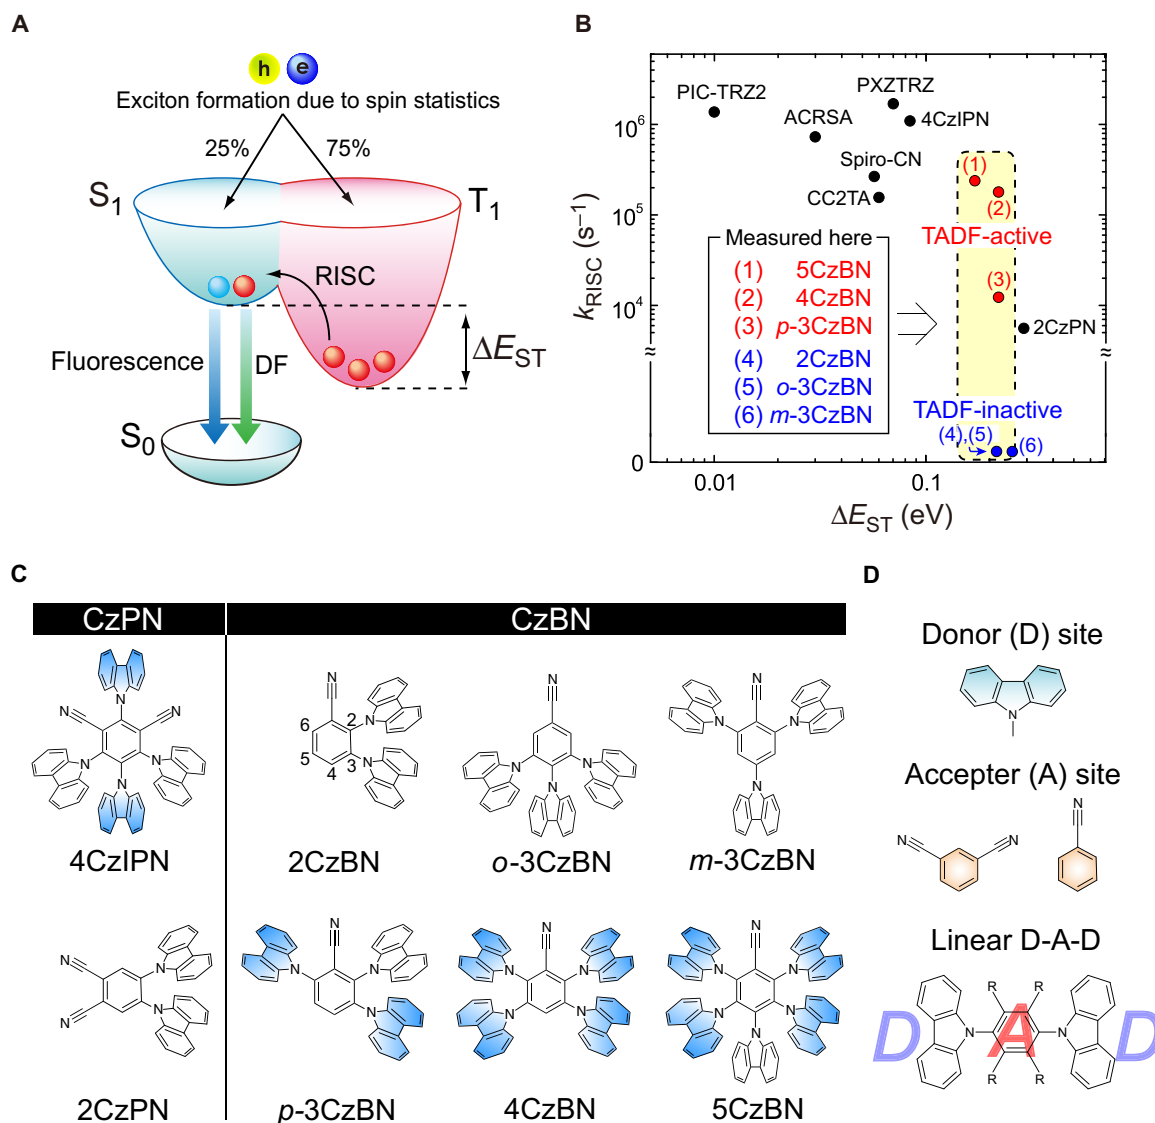 A
h e
Exciton formation due to spin statistics
25% 75%
S1 T1
RISC
ΔEST
Fluorescence DF
S0
B
kRISC (s−1)
10^6
10^5
10^4
0
0.01 0.1
ΔEST (eV)
PIC-TRZ2
ACRSA
PXZTRZ
4CzIPN
Spiro-CN
CC2TA
2CzPN
(1)
(2)
TADF-active
(3)
TADF-inactive
(4),(5)
(6)
Measured here
(1) 5CzBN
(2) 4CzBN
(3) p-3CzBN
(4) 2CzBN
(5) o-3CzBN
(6) m-3CzBN
≈ ≈
C
CzPN CzBN
N N N N N N
4CzIPN
N 6 5 4 3 2 N N
2CzBN
N N N N
o-3CzBN
N N N N
m-3CzBN
N N N N
2CzPN
N N N N
p-3CzBN
N N N N N
4CzBN
N N N N N N
5CzBN
D
Donor (D) site
N
Accepter (A) site
N N N
Linear D-A-D
R R
D N A N D
R R